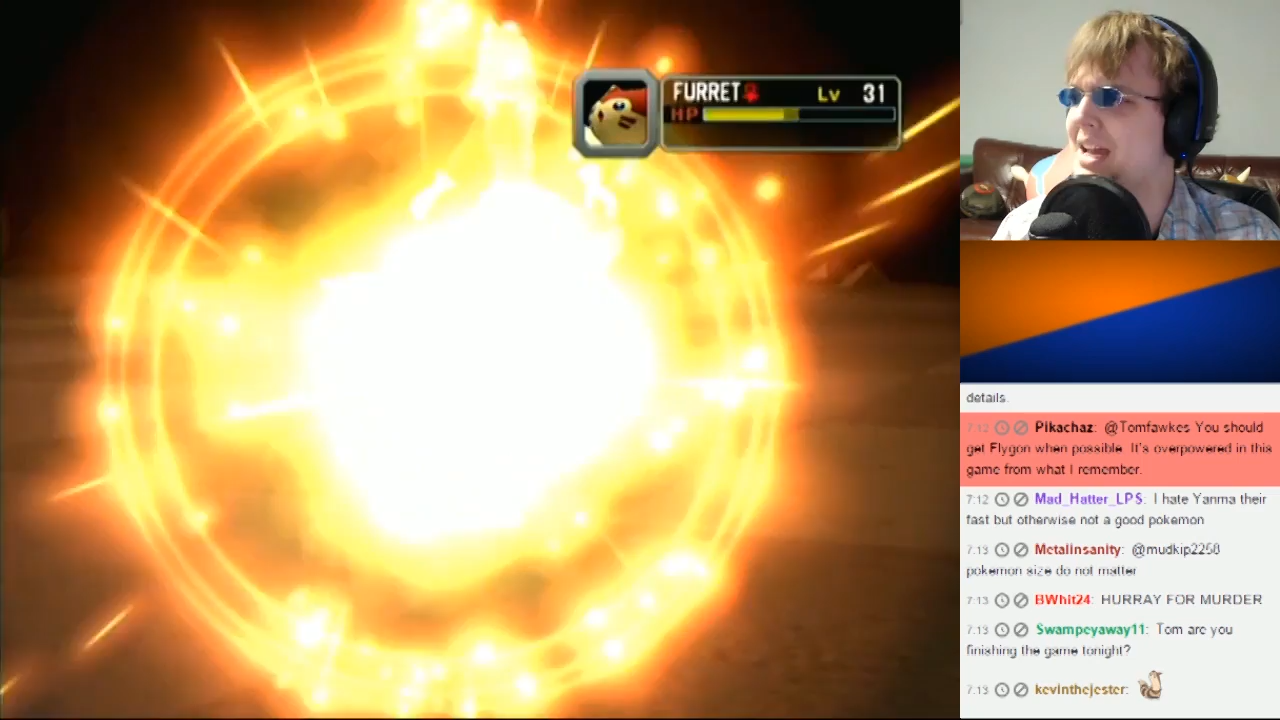 FURRET Lv 31
HP
details.
7:12 Pikachaz: @Tomfawkes You should
get Flygon when possible. It's overpowered in this
game from what I remember.
7:12 Mad_Hatter_LPS: I hate Yanma their
fast but otherwise not a good pokemon
7:13 Metalinsanity: @mudkip2258
pokemon size do not matter
7:13 BWhit24: HURRAY FOR MURDER
7:13 Swampeyaway11: Tom are you
finishing the game tonight?
7:13 kevinthejester: